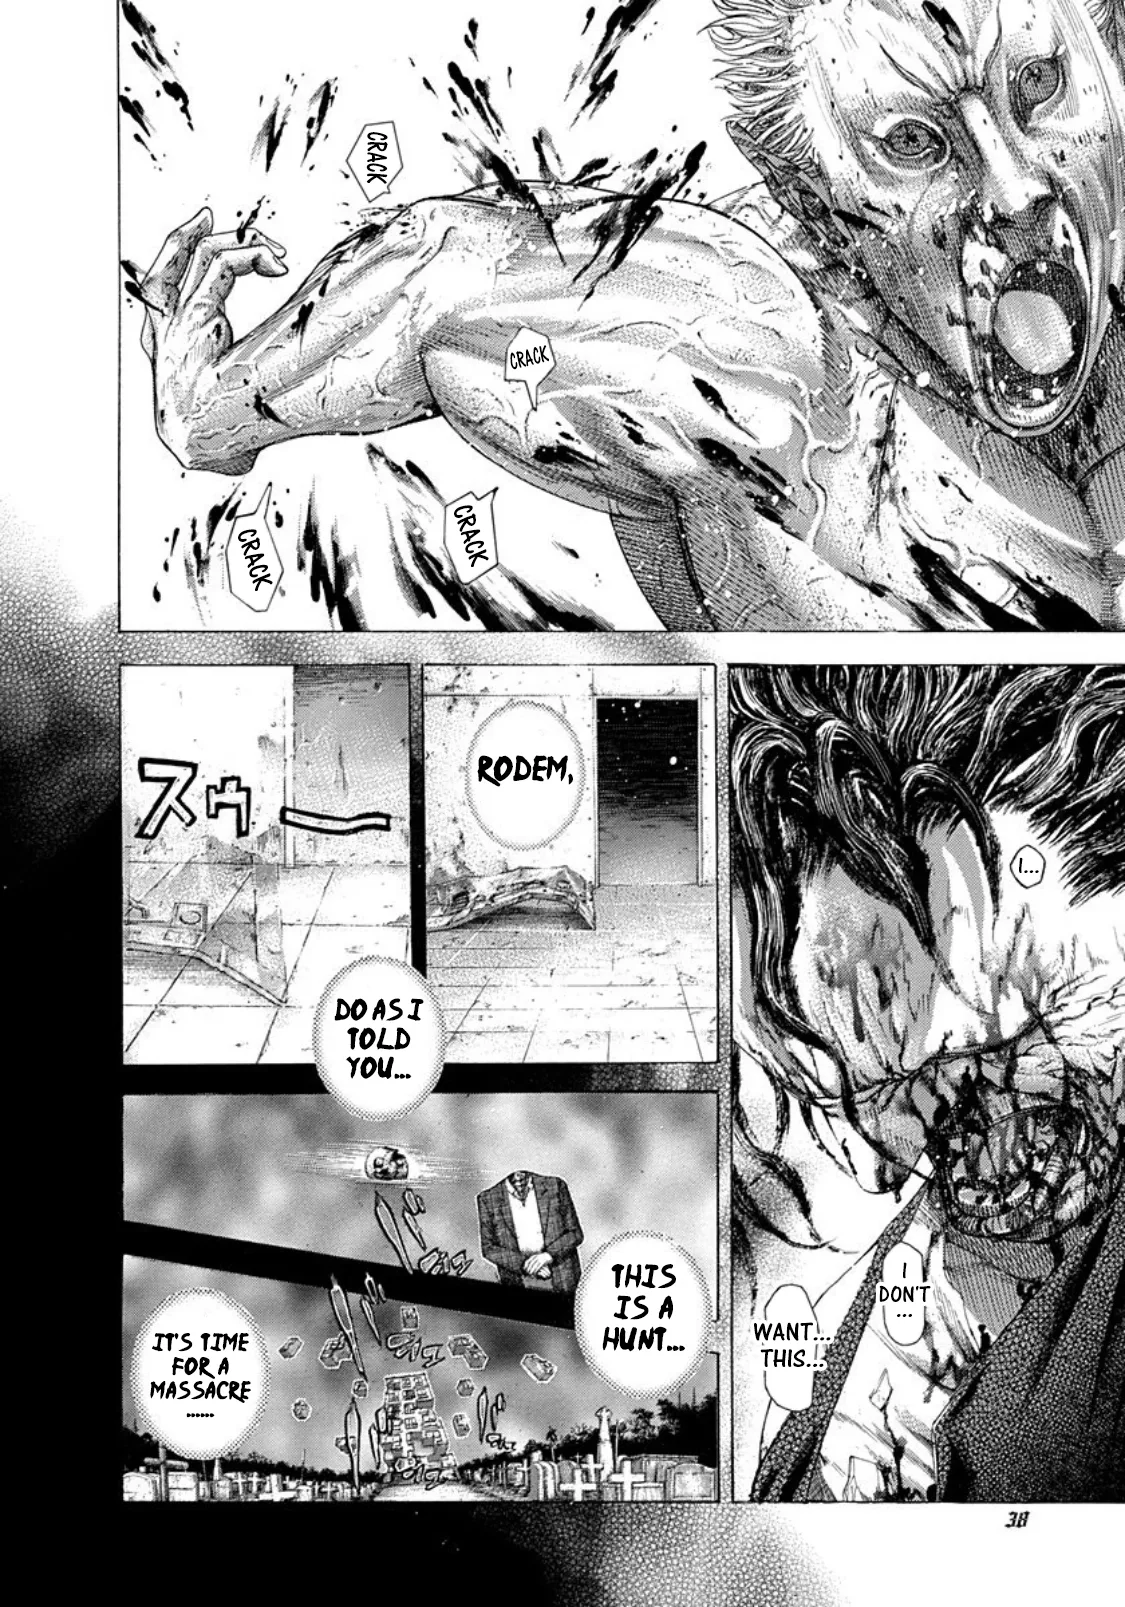 CRACK
CRACK
CRACK
CRACK
I...
I
DON'T
...
WANT...
THIS...
RODEM,
スゥー
DO AS I
TOLD
YOU...
THIS
IS A
HUNT...
IT'S TIME
FOR A
MASSACRE
......
38